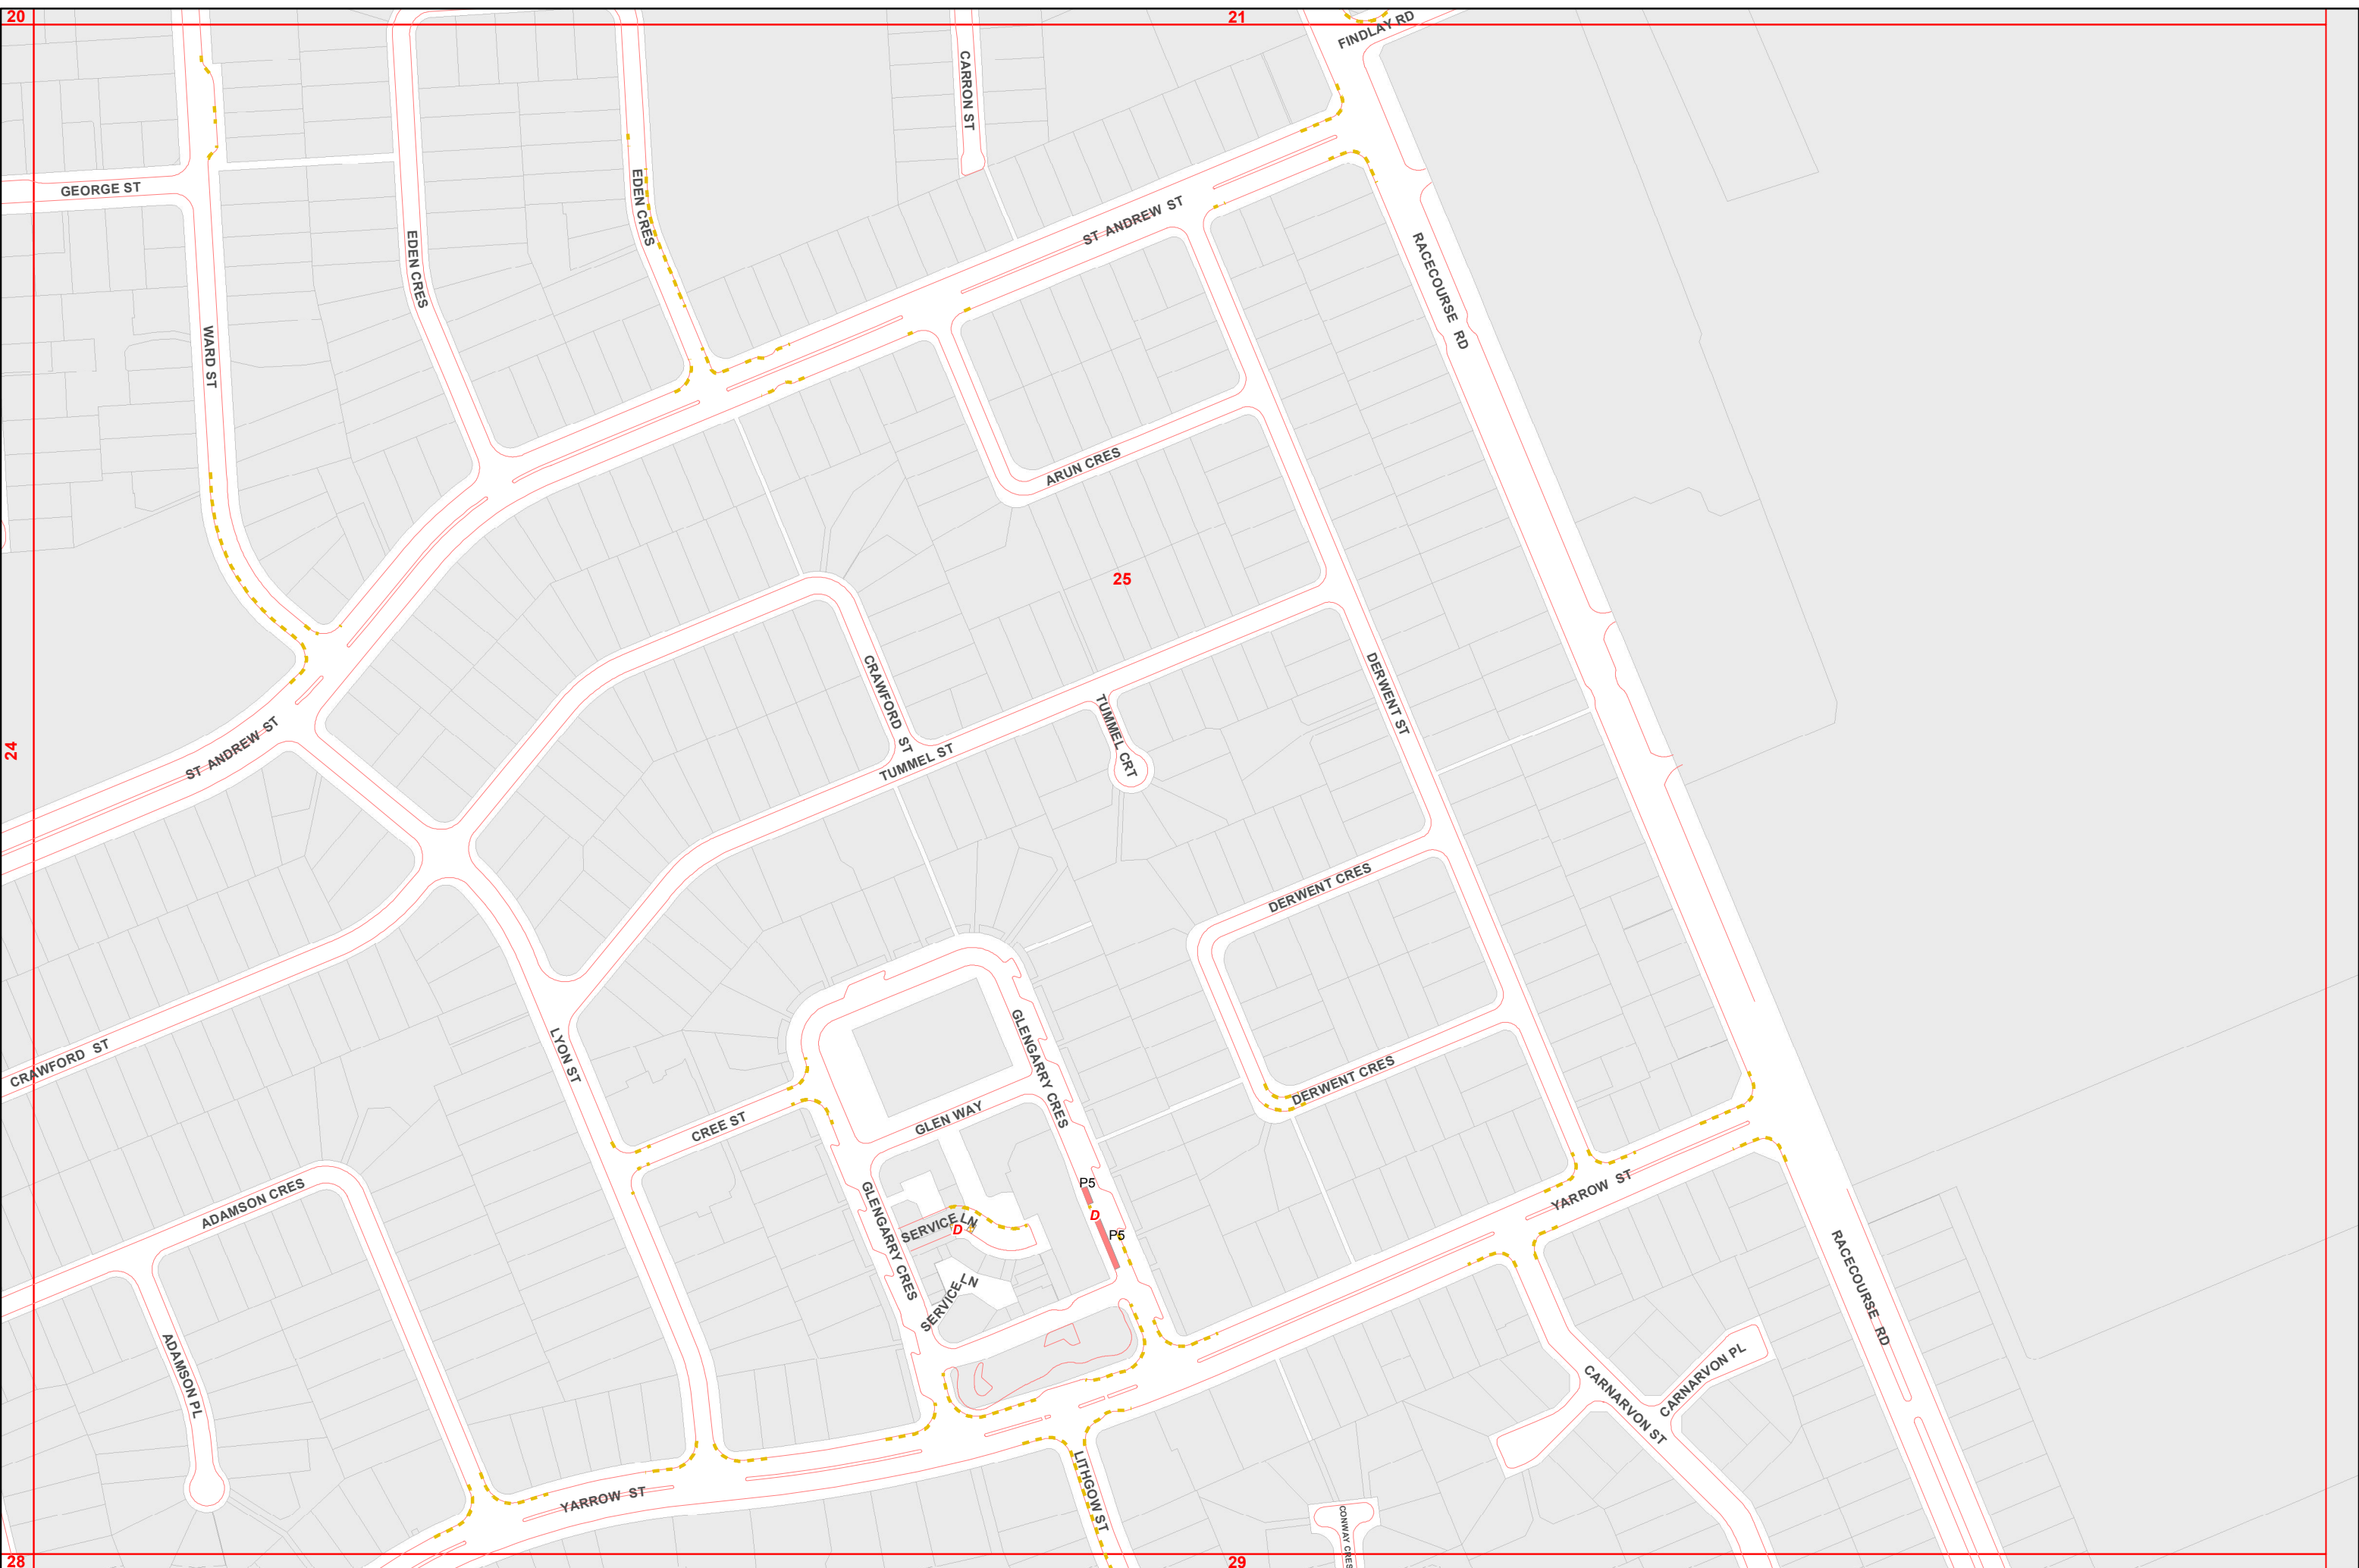 20
21
FINDLAY RD
CARRON ST
GEORGE ST
EDEN CRES
EDEN CRES
ST ANDREW ST
RACECOURSE RD
WARD ST
ARUN CRES
25
CRAWFORD ST
DERWENT ST
TUMMEL CRT
TUMMEL ST
ST ANDREW ST
24
DERWENT CRES
LYON ST
GLENGARRY CRES
CRAWFORD ST
DERWENT CRES
GLEN WAY
CREE ST
P5
D
P5
YARROW ST
ADAMSON CRES
GLENGARRY CRES
SERVICE LN
D
SERVICE LN
RACECOURSE RD
ADAMSON PL
CARNARVON PL
CARNARVON ST
YARROW ST
LITHGOW ST
CONWAY CRES
28
29